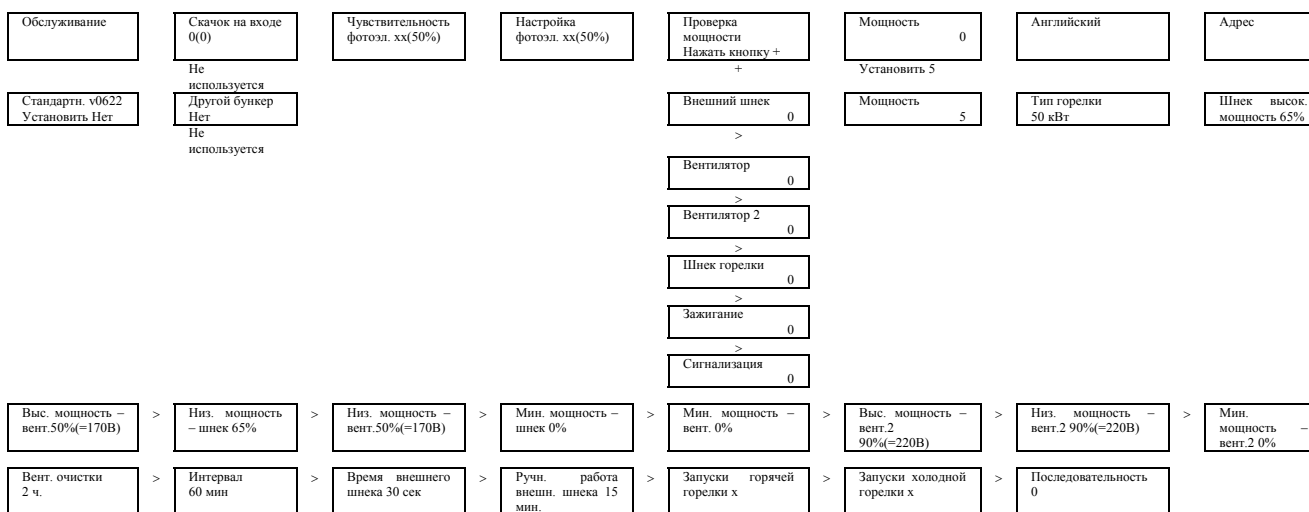 Обслуживание
Скачок на входе
0(0)
Чувствительность
фотоэл. xx(50%)
Настройка
фотоэл. xx(50%)
Проверка
мощности
Нажать кнопку +
Мощность
0
Английский
Адрес
Не
используется
+
Установить 5
Стандартн. v0622
Установить Нет
Другой бункер
Нет
Внешний шнек
0
Мощность
5
Тип горелки
50 кВт
Шнек высок.
мощность 65%
Не
используется
>
Вентилятор
0
>
Вентилятор 2
0
>
Шнек горелки
0
>
Зажигание
0
>
Сигнализация
0
Выс. мощность –
вент.50%(=170В)
>
Низ. мощность
– шнек 65%
>
Низ. мощность –
вент.50%(=170В)
>
Мин. мощность –
шнек 0%
>
Мин. мощность –
вент. 0%
>
Выс. мощность –
вент.2
90%(=220В)
>
Низ. мощность –
вент.2 90%(=220В)
>
Мин.
мощность –
вент.2 0%
Вент. очистки
2 ч.
>
Интервал
60 мин
>
Время внешнего
шнека 30 сек
>
Ручн. работа
внешн. шнека 15
мин.
>
Запуски горячей
горелки x
>
Запуски холодной
горелки x
>
Последовательность
0